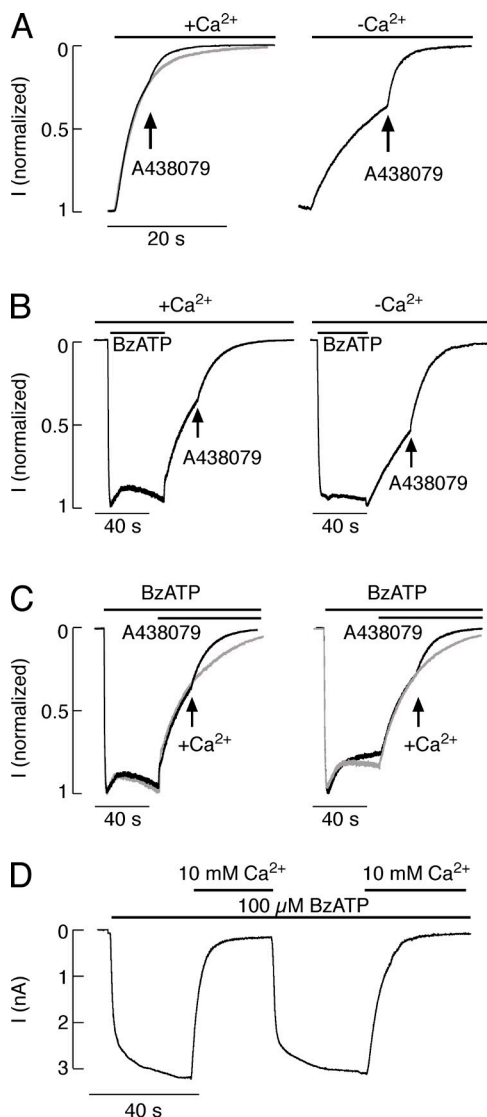 A
+Ca²⁺ -Ca²⁺
I (normalized)
0
0.5
1
A438079 A438079
20 s
B
+Ca²⁺ -Ca²⁺
BzATP BzATP
I (normalized)
0
0.5
1
A438079 A438079
40 s 40 s
C
BzATP BzATP
A438079 A438079
I (normalized)
0
0.5
1
+Ca²⁺ +Ca²⁺
40 s 40 s
D
10 mM Ca²⁺ 10 mM Ca²⁺
100 µM BzATP
I (nA)
0
1
2
3
40 s